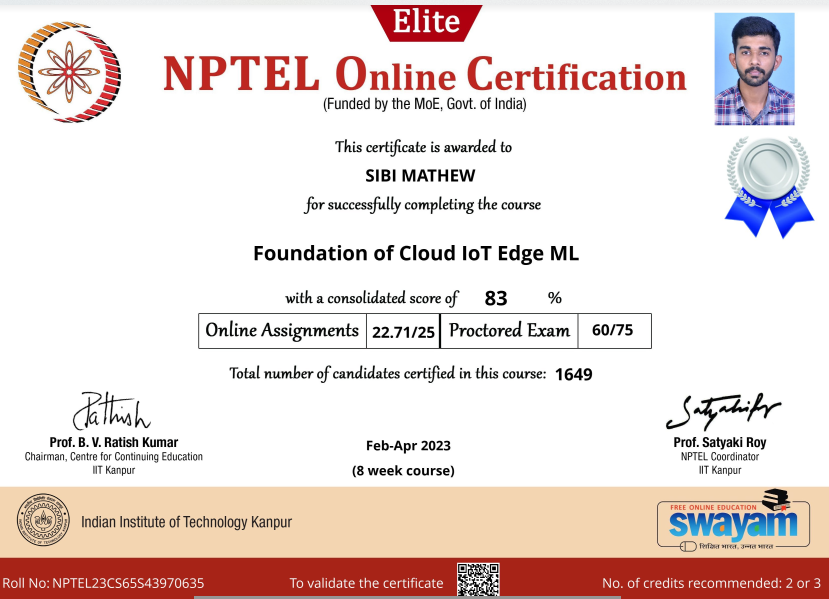 Elite
NPTEL Online Certification
(Funded by the MoE, Govt. of India)
This certificate is awarded to
SIBI MATHEW
for successfully completing the course
Foundation of Cloud IoT Edge ML
with a consolidated score of 83 %
Online Assignments 22.71/25 Proctored Exam 60/75
Total number of candidates certified in this course: 1649
Prof. B. V. Ratish Kumar
Chairman, Centre for Continuing Education
IIT Kanpur
Feb-Apr 2023
(8 week course)
Prof. Satyaki Roy
NPTEL Coordinator
IIT Kanpur
Indian Institute of Technology Kanpur
FREE ONLINE EDUCATION
swayam
शिक्षित भारत, उन्नत भारत
Roll No: NPTEL23CS65S43970635
To validate the certificate
No. of credits recommended: 2 or 3